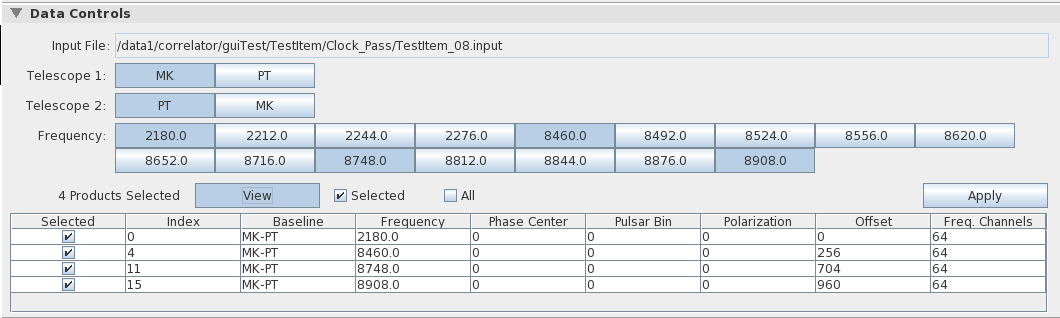 Data Controls
Input File: /data1/correlator/guiTest/TestItem/Clock_Pass/TestItem_08.input
Telescope 1: MK PT
Telescope 2: PT MK
Frequency: 2180.0 2212.0 2244.0 2276.0 8460.0 8492.0 8524.0 8556.0 8620.0
8652.0 8716.0 8748.0 8812.0 8844.0 8876.0 8908.0
4 Products Selected View Selected All Apply
Selected Index Baseline Frequency Phase Center Pulsar Bin Polarization Offset Freq. Channels
0 MK-PT 2180.0 0 0 0 0 64
4 MK-PT 8460.0 0 0 0 256 64
11 MK-PT 8748.0 0 0 0 704 64
15 MK-PT 8908.0 0 0 0 960 64